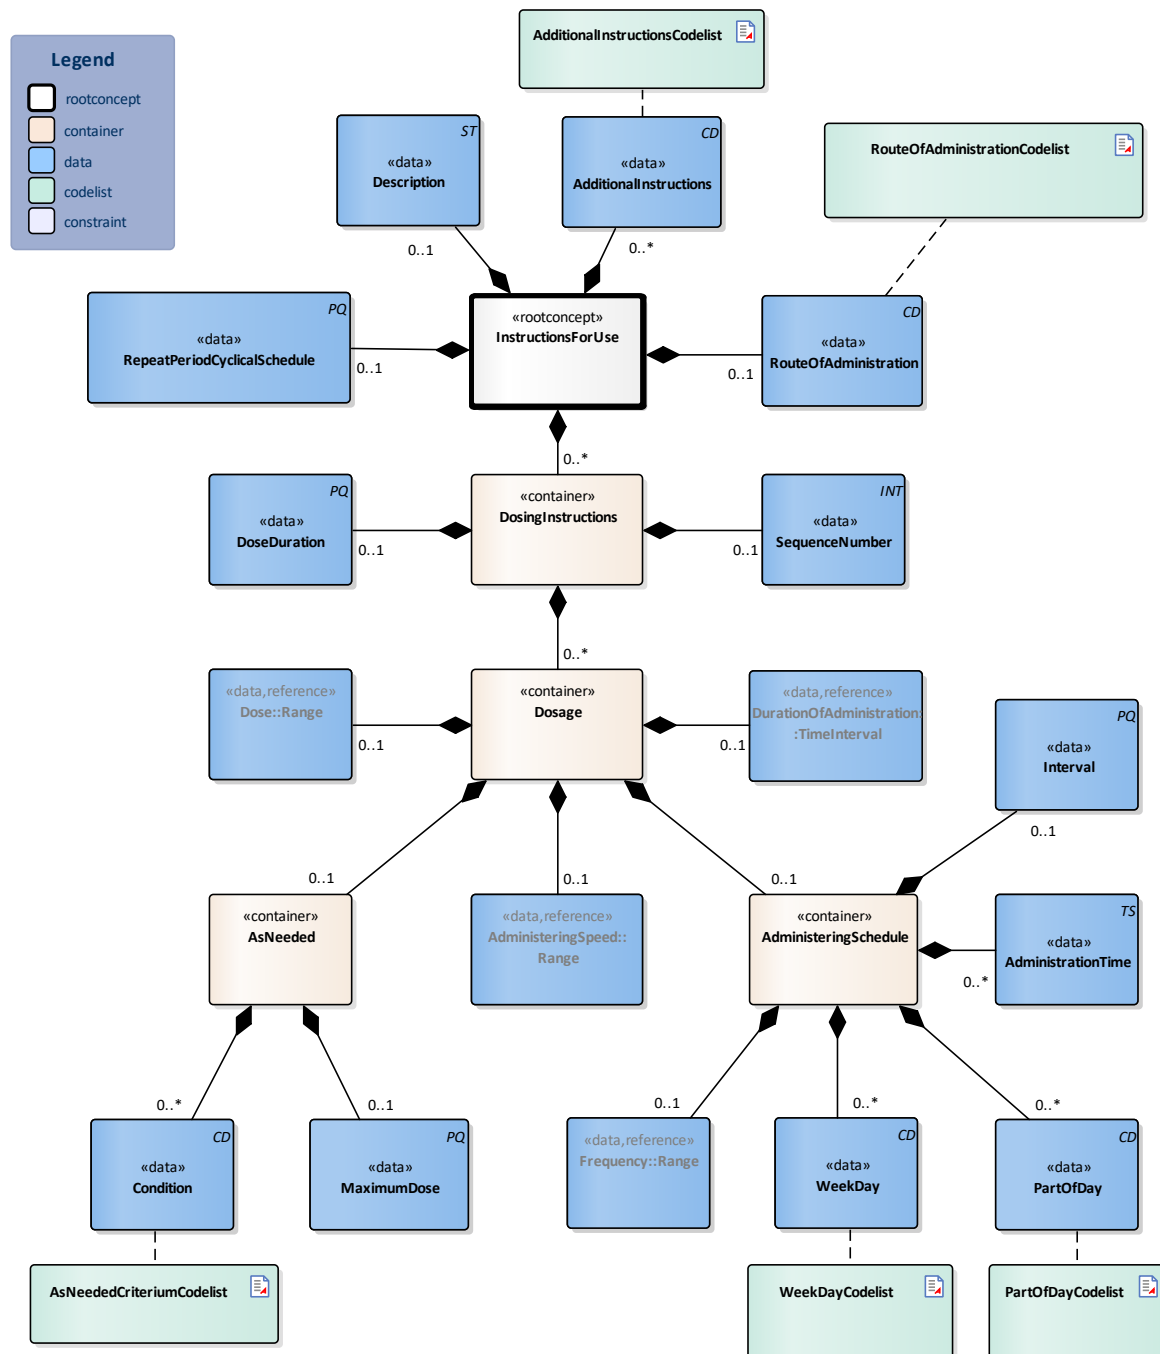 AdditionalInstructionsCodelist
Legend
rootconcept
container
data
codelist
constraint
ST
«data»
Description
CD
«data»
AdditionalInstructions
RouteOfAdministrationCodelist
0..1
0..*
PQ
«data»
RepeatPeriodCyclicalSchedule
0..1
«rootconcept»
InstructionsForUse
CD
«data»
RouteOfAdministration
0..1
0..*
PQ
«data»
DoseDuration
0..1
«container»
DosingInstructions
INT
«data»
SequenceNumber
0..1
0..*
«data,reference»
Dose::Range
0..1
«container»
Dosage
«data,reference»
DurationOfAdministration:
:TimeInterval
0..1
PQ
«data»
Interval
0..1
0..1
0..1
0..1
«container»
AsNeeded
«data,reference»
AdministeringSpeed::
Range
«container»
AdministeringSchedule
TS
«data»
AdministrationTime
0..*
0..*
0..1
0..1
0..*
0..*
CD
«data»
Condition
PQ
«data»
MaximumDose
«data,reference»
Frequency::Range
CD
«data»
WeekDay
CD
«data»
PartOfDay
AsNeededCriteriumCodelist
WeekDayCodelist
PartOfDayCodelist